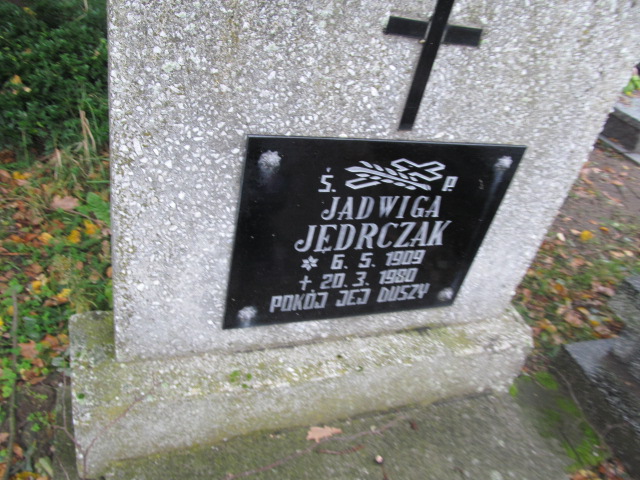 Ś. P.
JADWIGA
JĘDRCZAK
* 6. 5. 1909
+ 20. 3. 1980
POKÓJ JEJ DUSZY